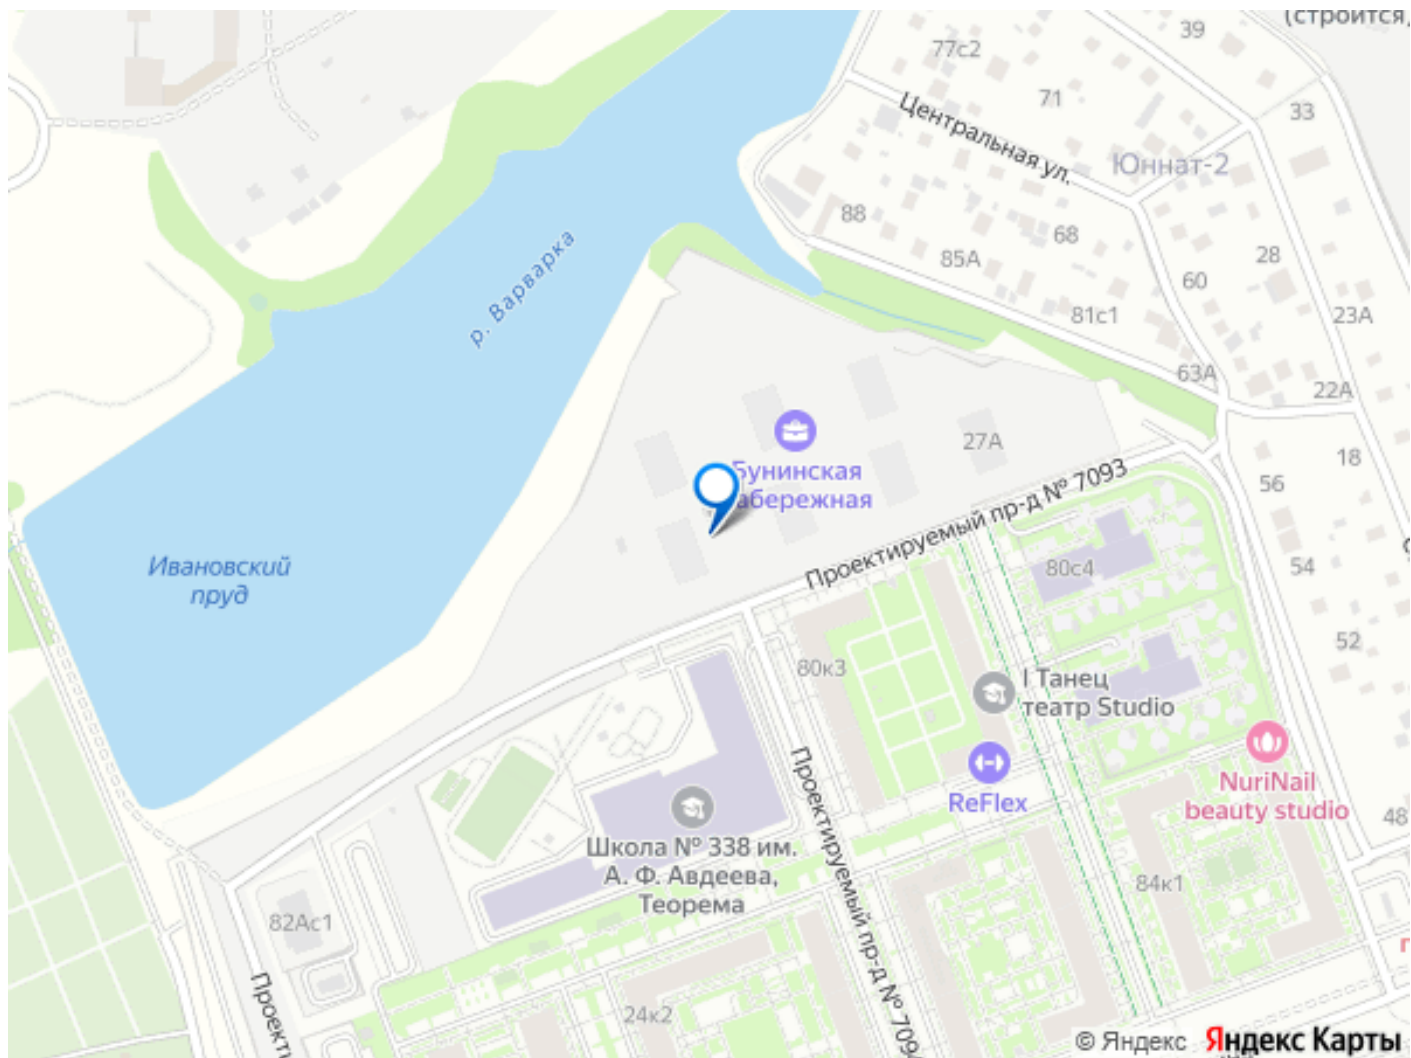 (строится,
39
77с2
71
33
Центральная ул.
Юннат-2
88
68
85А
28
60
р. Варварка
81с1
23А
63А
22А
27А
Бунинская
18
56
Проектируемый пр-д № 7093
Ивановский
пруд
80с4
54
52
80к3
I Танец
театр Studio
ReFlex
NuriNail
beauty studio
48
Школа № 338 им.
А. Ф. Авдеева,
Теорема
Проектируемый пр-д № 7094
84к1
82Ас1
24к2
© Яндекс Яндекс Карты